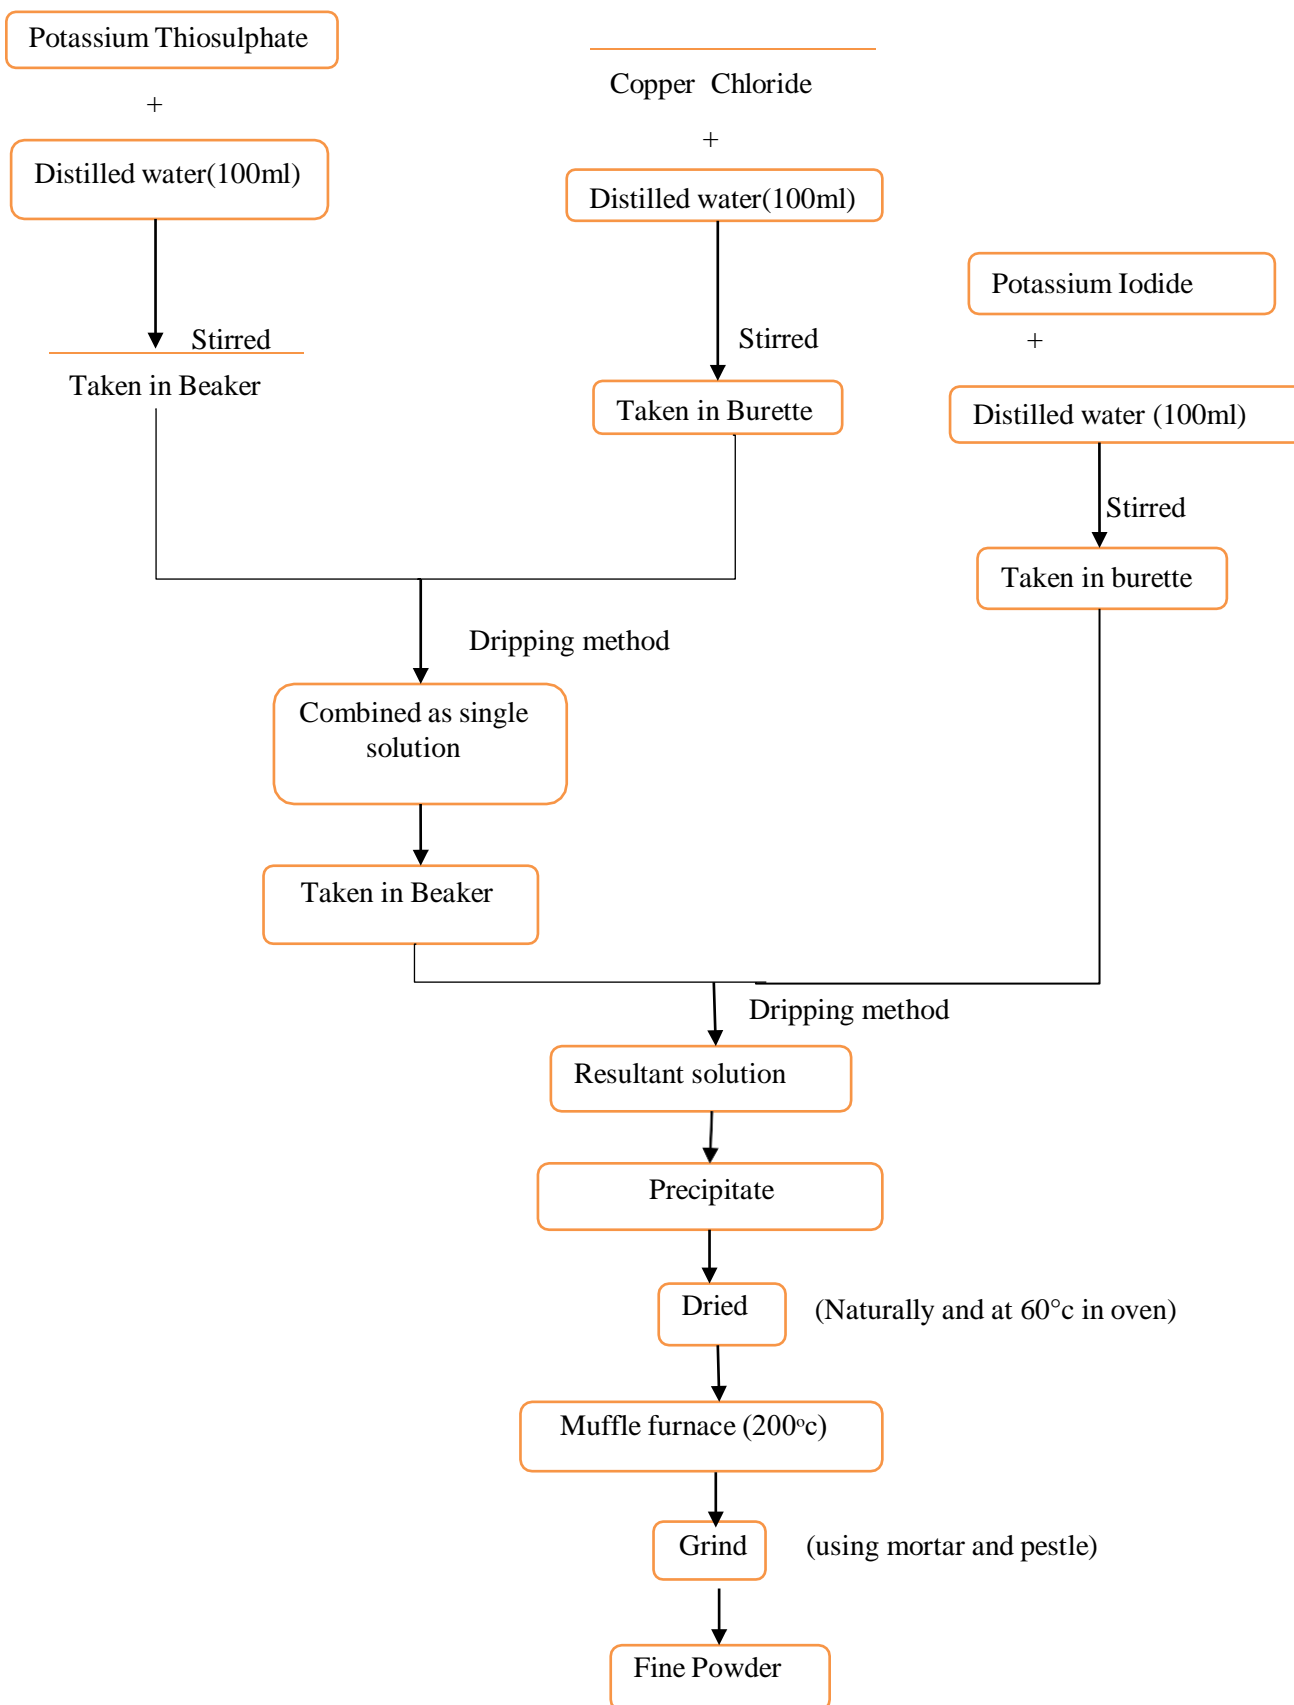 Potassium Thiosulphate
+
Distilled water(100ml)
Stirred
Taken in Beaker
Copper Chloride
+
Distilled water(100ml)
Stirred
Taken in Burette
Potassium Iodide
+
Distilled water (100ml)
Stirred
Taken in burette
Dripping method
Combined as single
solution
Taken in Beaker
Dripping method
Resultant solution
Precipitate
Dried
(Naturally and at 60°c in oven)
Muffle furnace (200ᵒc)
Grind
(using mortar and pestle)
Fine Powder